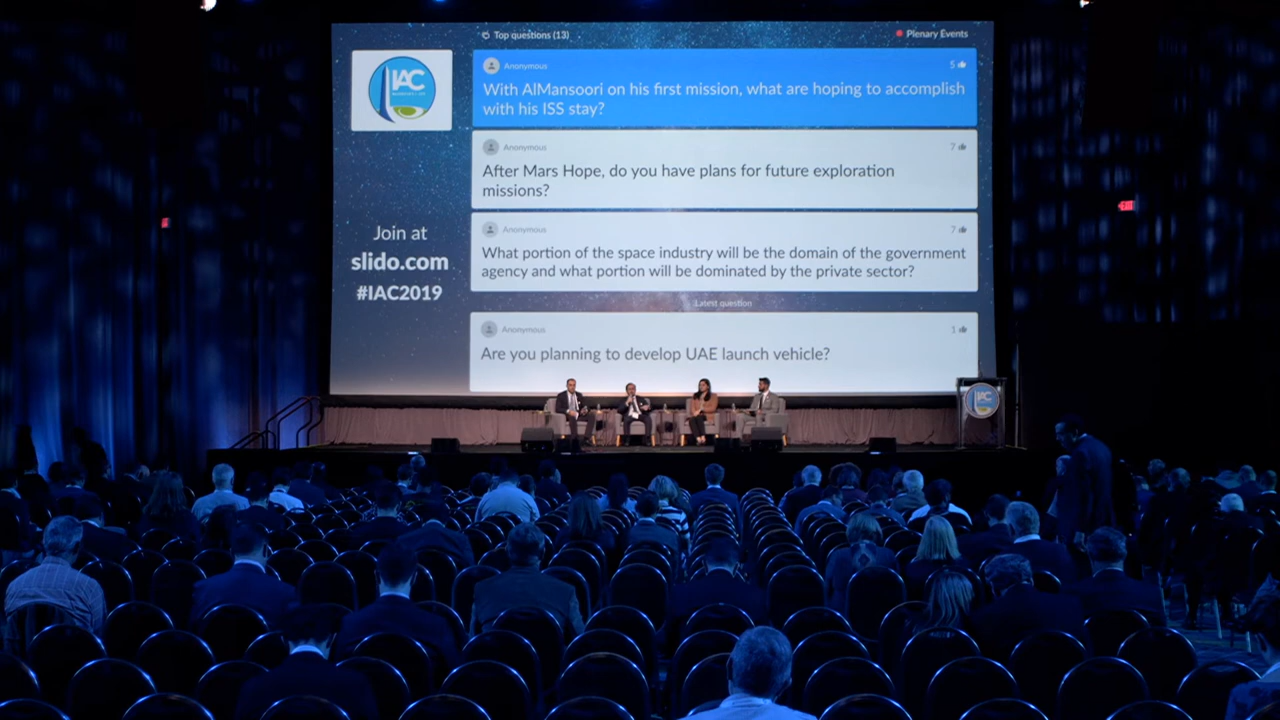 Top questions (13)
Plenary Events
IAC
Anonymous
5
With AlMansoori on his first mission, what are hoping to accomplish
with his ISS stay?
Anonymous
7
After Mars Hope, do you have plans for future exploration
missions?
Anonymous
7
What portion of the space industry will be the domain of the government
agency and what portion will be dominated by the private sector?
Join at
slido.com
#IAC2019
Latest question
Anonymous
1
Are you planning to develop UAE launch vehicle?
IAC
EXIT